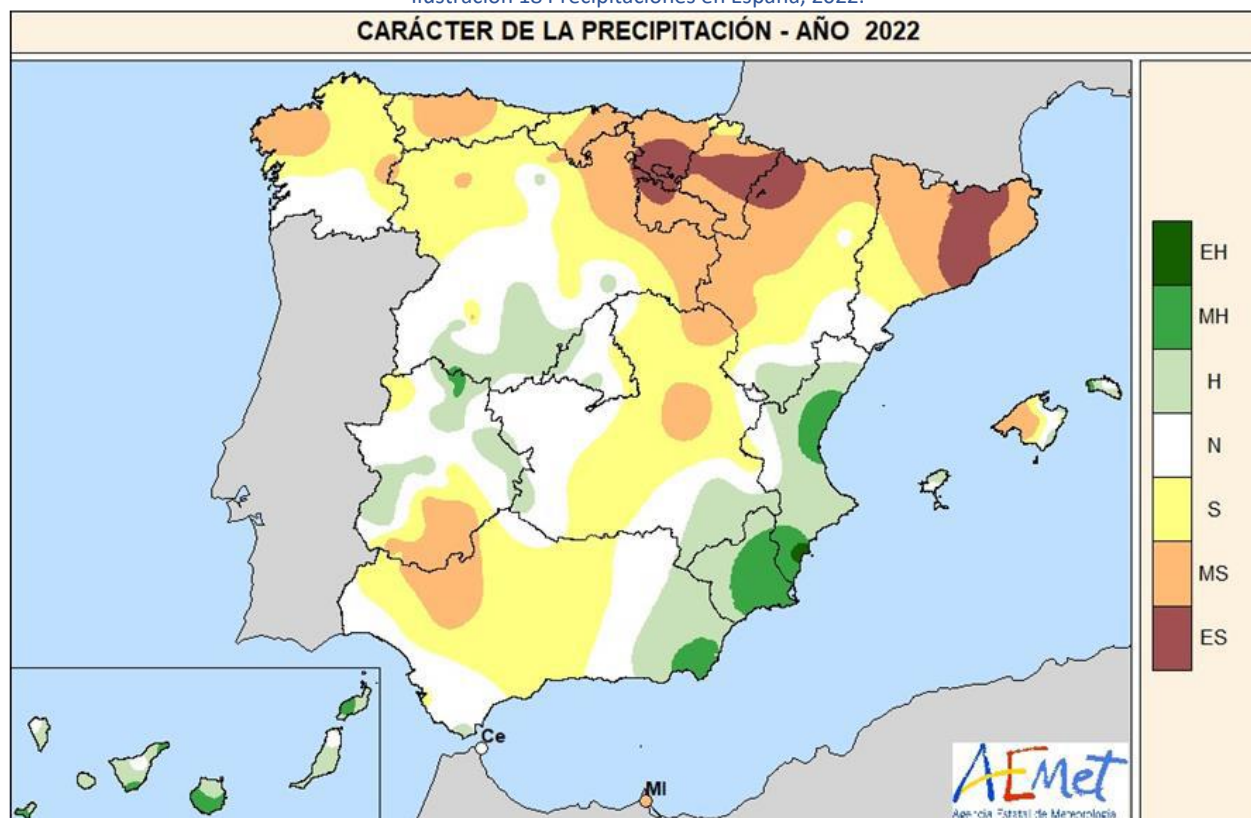 Ilustración 18 Precipitaciones en España, 2022.
CARÁCTER DE LA PRECIPITACIÓN - AÑO 2022
EH
MH
H
N
S
MS
ES
Ce
Ml
AEMet
Agencia Estatal de Meteorología